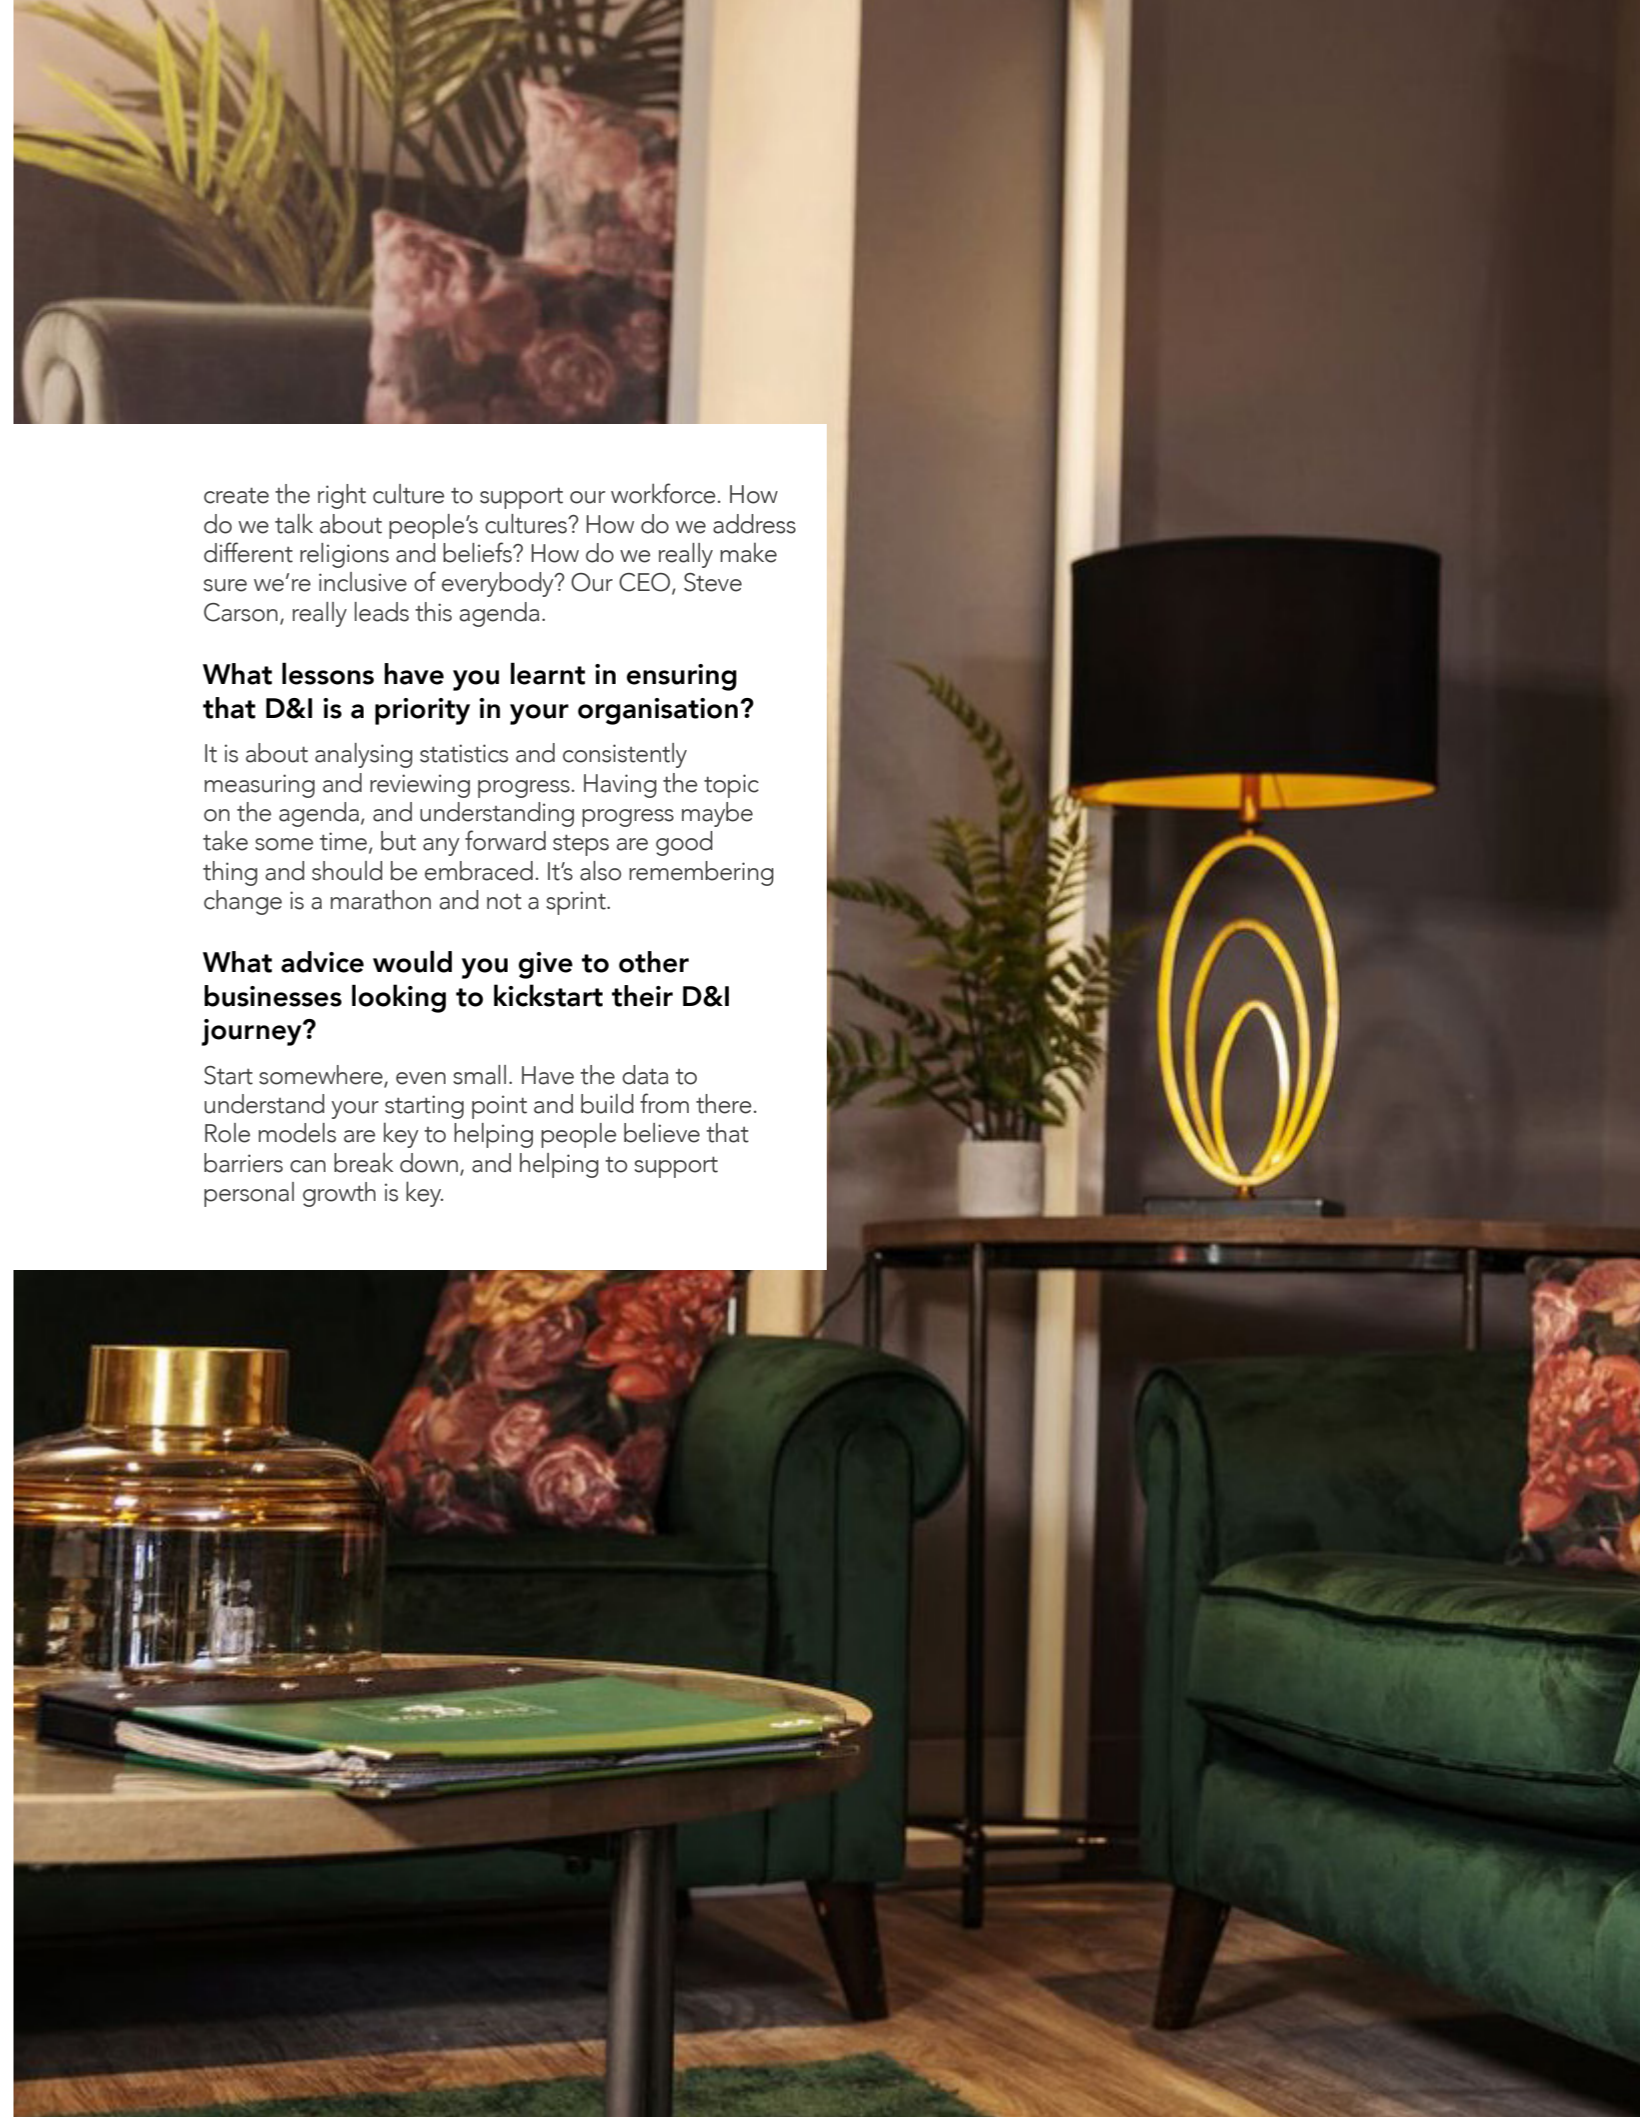 create the right culture to support our workforce. How
do we talk about people’s cultures? How do we address
different religions and beliefs? How do we really make
sure we’re inclusive of everybody? Our CEO, Steve
Carson, really leads this agenda.
What lessons have you learnt in ensuring
that D&I is a priority in your organisation?
It is about analysing statistics and consistently
measuring and reviewing progress. Having the topic
on the agenda, and understanding progress maybe
take some time, but any forward steps are good
thing and should be embraced. It’s also remembering
change is a marathon and not a sprint.
What advice would you give to other
businesses looking to kickstart their D&I
journey?
Start somewhere, even small. Have the data to
understand your starting point and build from there.
Role models are key to helping people believe that
barriers can break down, and helping to support
personal growth is key.